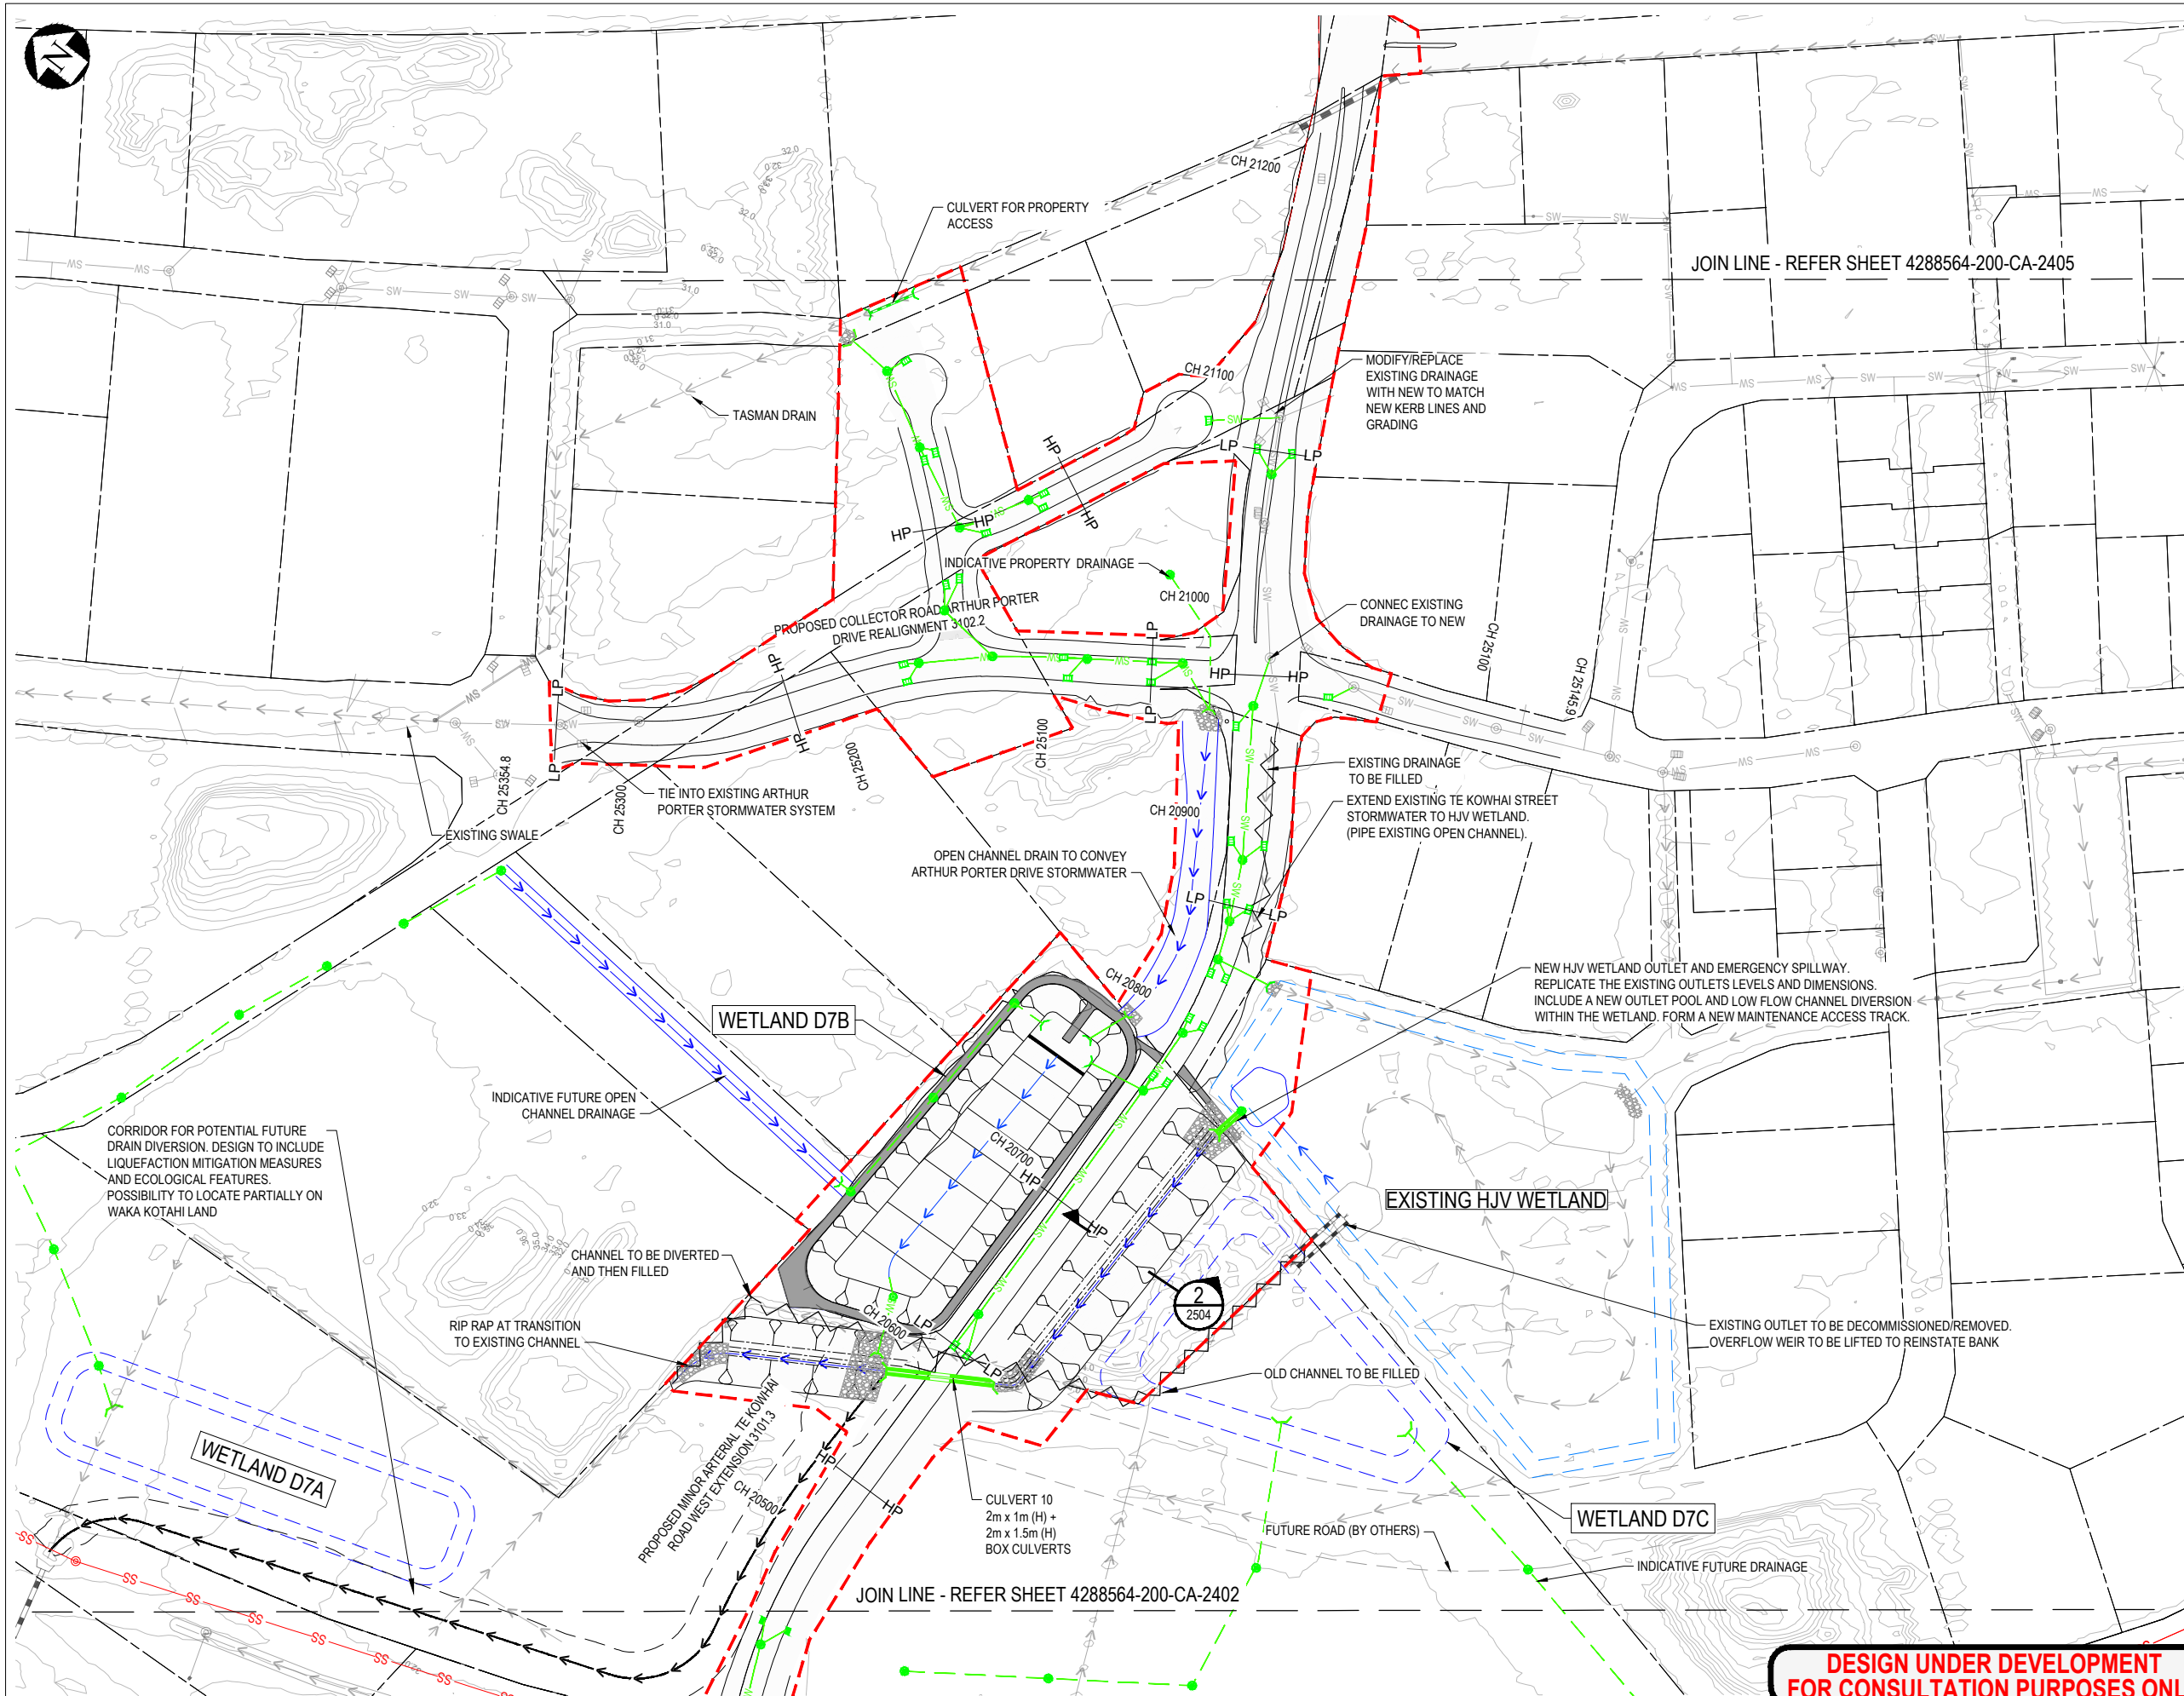 N
CH 21200
CULVERT FOR PROPERTY
ACCESS
JOIN LINE - REFER SHEET 4288564-200-CA-2405
CH 21100
MODIFY/REPLACE
EXISTING DRAINAGE
WITH NEW TO MATCH
NEW KERB LINES AND
GRADING
TASMAN DRAIN
HP
LP
LP
HP
HP
HP
INDICATIVE PROPERTY DRAINAGE
CH 21000
PROPOSED COLLECTOR ROAD ARTHUR PORTER
DRIVE REALIGNMENT 3102.2
CONNEC EXISTING
DRAINAGE TO NEW
CH 25100
CH 25145.9
LP
HP
HP
HP
LP
LP
HP
LP
CH 25100
CH 25200
CH 25300
CH 25354.8
TIE INTO EXISTING ARTHUR
PORTER STORMWATER SYSTEM
EXISTING SWALE
EXISTING DRAINAGE
TO BE FILLED
EXTEND EXISTING TE KOWHAI STREET
STORMWATER TO HJV WETLAND.
(PIPE EXISTING OPEN CHANNEL).
CH 20900
OPEN CHANNEL DRAIN TO CONVEY
ARTHUR PORTER DRIVE STORMWATER
LP
LP
CH 20800
NEW HJV WETLAND OUTLET AND EMERGENCY SPILLWAY.
REPLICATE THE EXISTING OUTLETS LEVELS AND DIMENSIONS.
INCLUDE A NEW OUTLET POOL AND LOW FLOW CHANNEL DIVERSION
WITHIN THE WETLAND. FORM A NEW MAINTENANCE ACCESS TRACK.
WETLAND D7B
INDICATIVE FUTURE OPEN
CHANNEL DRAINAGE
CORRIDOR FOR POTENTIAL FUTURE
DRAIN DIVERSION. DESIGN TO INCLUDE
LIQUEFACTION MITIGATION MEASURES
AND ECOLOGICAL FEATURES.
POSSIBILITY TO LOCATE PARTIALLY ON
WAKA KOTAHI LAND
CH 20700
HP
HP
EXISTING HJV WETLAND
CHANNEL TO BE DIVERTED
AND THEN FILLED
2
2504
CH 20600
LP
LP
RIP RAP AT TRANSITION
TO EXISTING CHANNEL
EXISTING OUTLET TO BE DECOMMISSIONED/REMOVED.
OVERFLOW WEIR TO BE LIFTED TO REINSTATE BANK
OLD CHANNEL TO BE FILLED
WETLAND D7A
PROPOSED MINOR ARTERIAL TE KOWHAI
ROAD WEST EXTENSION 3101.3
HP
CH 20500
HP
CULVERT 10
2m x 1m (H) +
2m x 1.5m (H)
BOX CULVERTS
WETLAND D7C
FUTURE ROAD (BY OTHERS)
INDICATIVE FUTURE DRAINAGE
JOIN LINE - REFER SHEET 4288564-200-CA-2402
SS
SS
SS
SS
SS
SS
SS
DESIGN UNDER DEVELOPMENT
FOR CONSULTATION PURPOSES